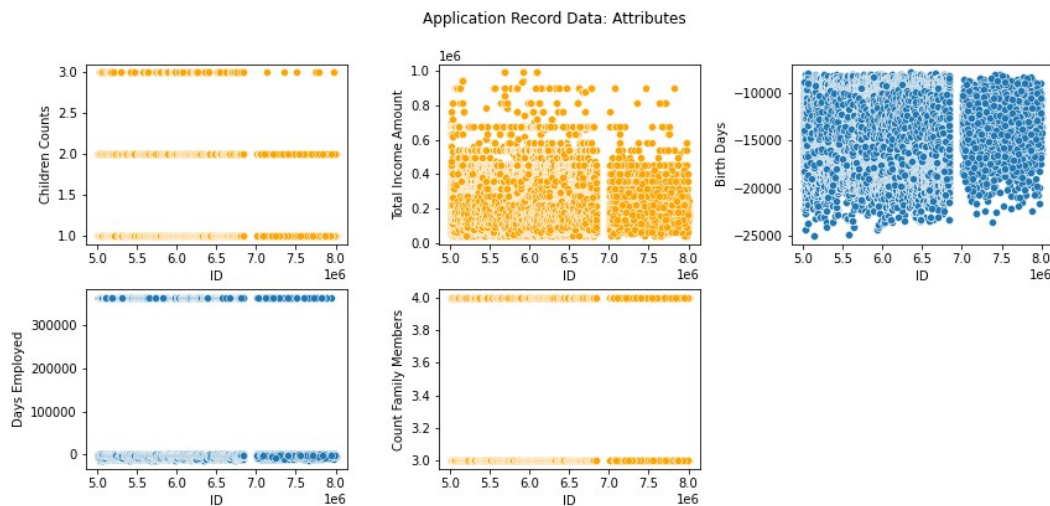 Application Record Data: Attributes
Children Counts
3.0
2.5
2.0
1.5
1.0
5.0 5.5 6.0 6.5 7.0 7.5 8.0
ID
1e6
1e6
Total Income Amount
1.0
0.8
0.6
0.4
0.2
0.0
5.0 5.5 6.0 6.5 7.0 7.5 8.0
ID
1e6
Birth Days
−10000
−15000
−20000
−25000
5.0 5.5 6.0 6.5 7.0 7.5 8.0
ID
1e6
Days Employed
300000
200000
100000
0
5.0 5.5 6.0 6.5 7.0 7.5 8.0
ID
1e6
Count Family Members
4.0
3.8
3.6
3.4
3.2
3.0
5.0 5.5 6.0 6.5 7.0 7.5 8.0
ID
1e6